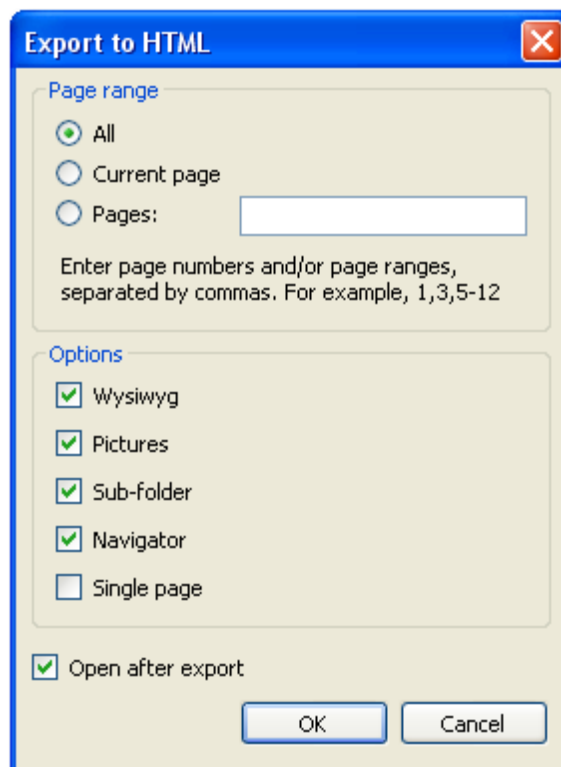 Export to HTML
Page range
All
Current page
Pages:
Enter page numbers and/or page ranges,
separated by commas. For example, 1,3,5-12
Options
Wysiwyg
Pictures
Sub-folder
Navigator
Single page
Open after export
OK Cancel